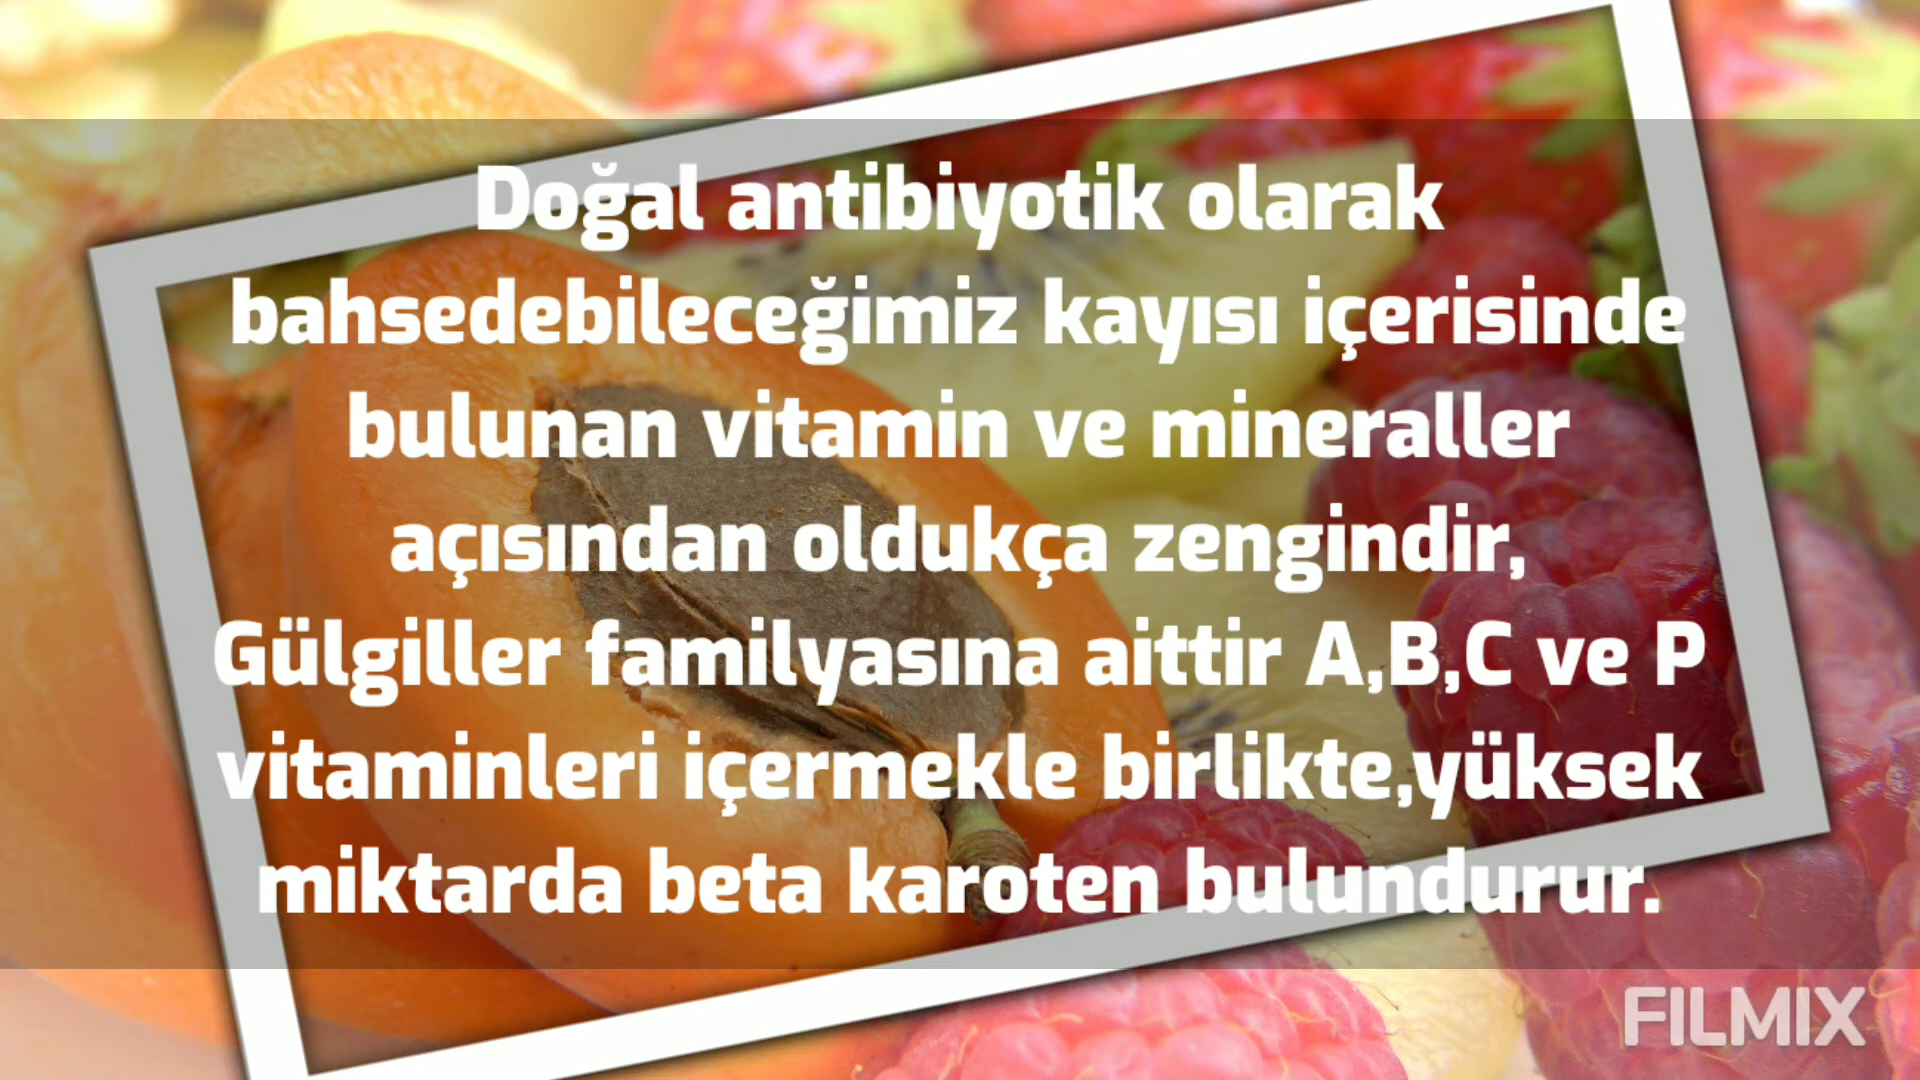 Doğal antibiyotik olarak
bahsedebileceğimiz kayısı içerisinde
bulunan vitamin ve mineraller
açısından oldukça zengindir,
Gülgiller familyasına aittir A,B,C ve P
vitaminleri içermekle birlikte,yüksek
miktarda beta karoten bulundurur.
FILMIX